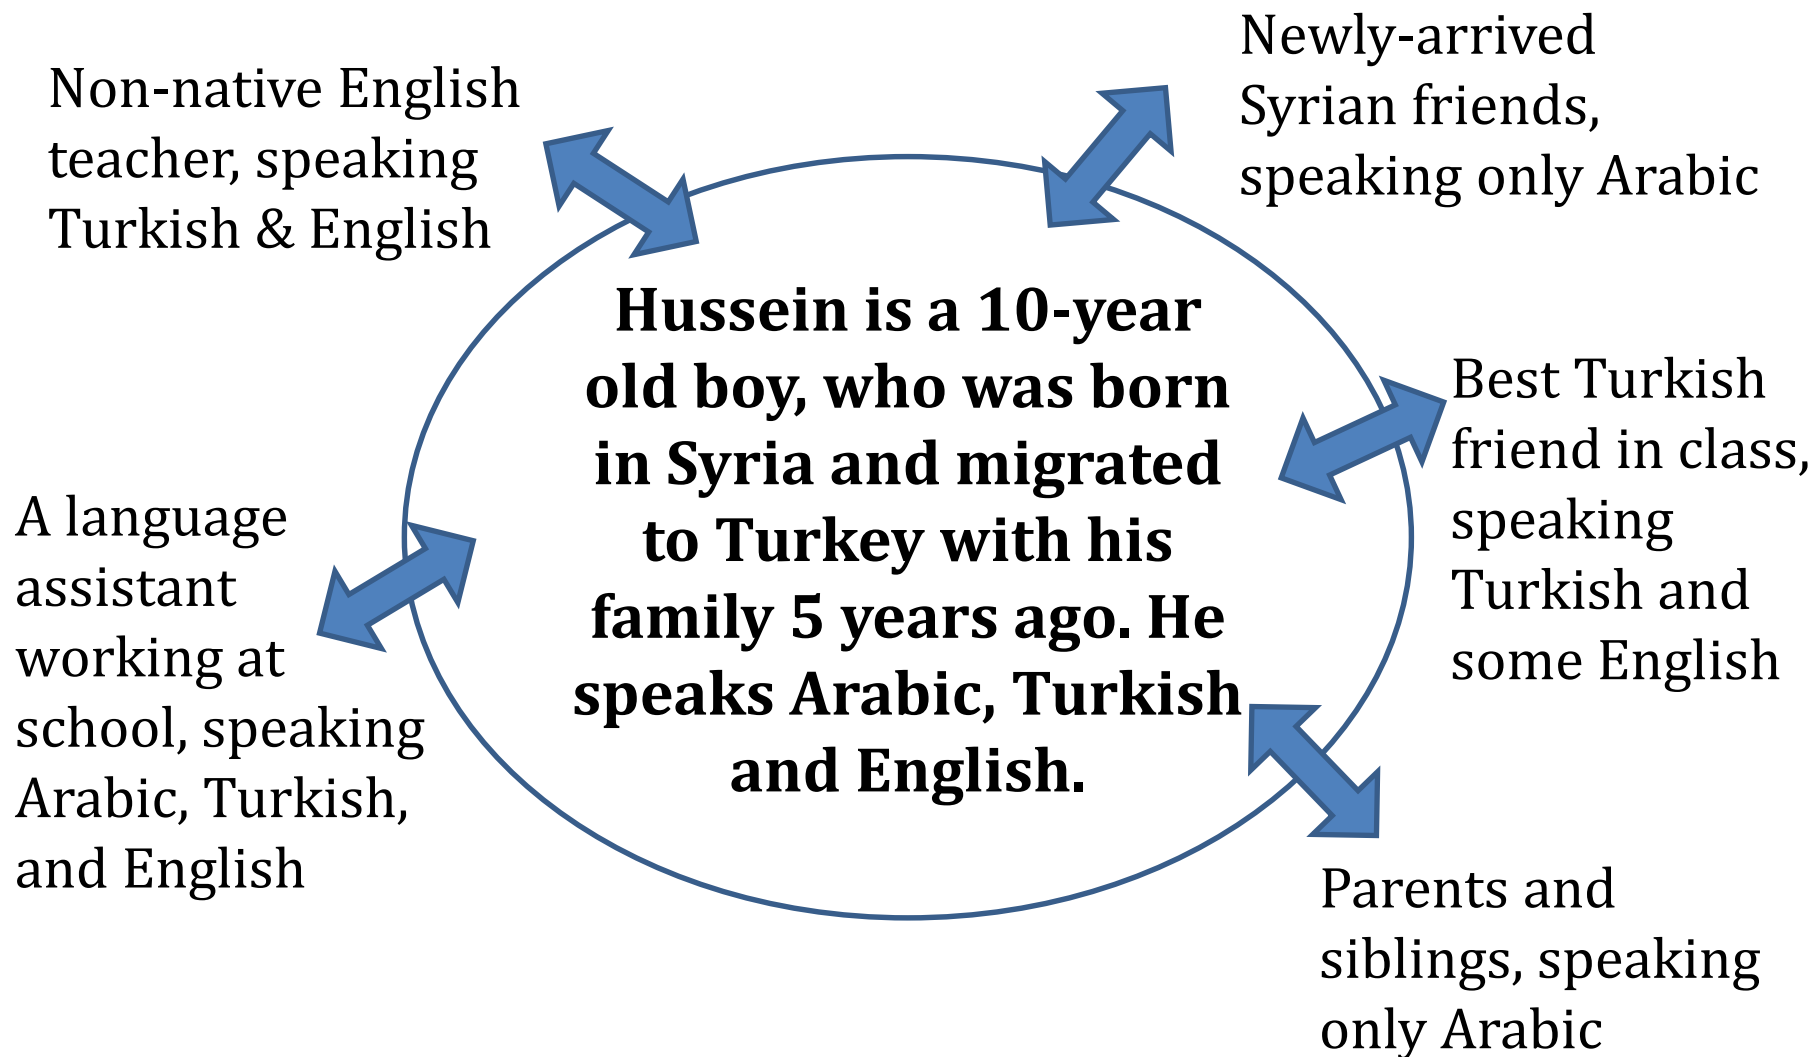 Non-native English
teacher, speaking
Turkish & English
Newly-arrived
Syrian friends,
speaking only Arabic
Hussein is a 10-year
old boy, who was born
in Syria and migrated
to Turkey with his
family 5 years ago. He
speaks Arabic, Turkish
and English.
Best Turkish
friend in class,
speaking
Turkish and
some English
A language
assistant
working at
school, speaking
Arabic, Turkish,
and English
Parents and
siblings, speaking
only Arabic